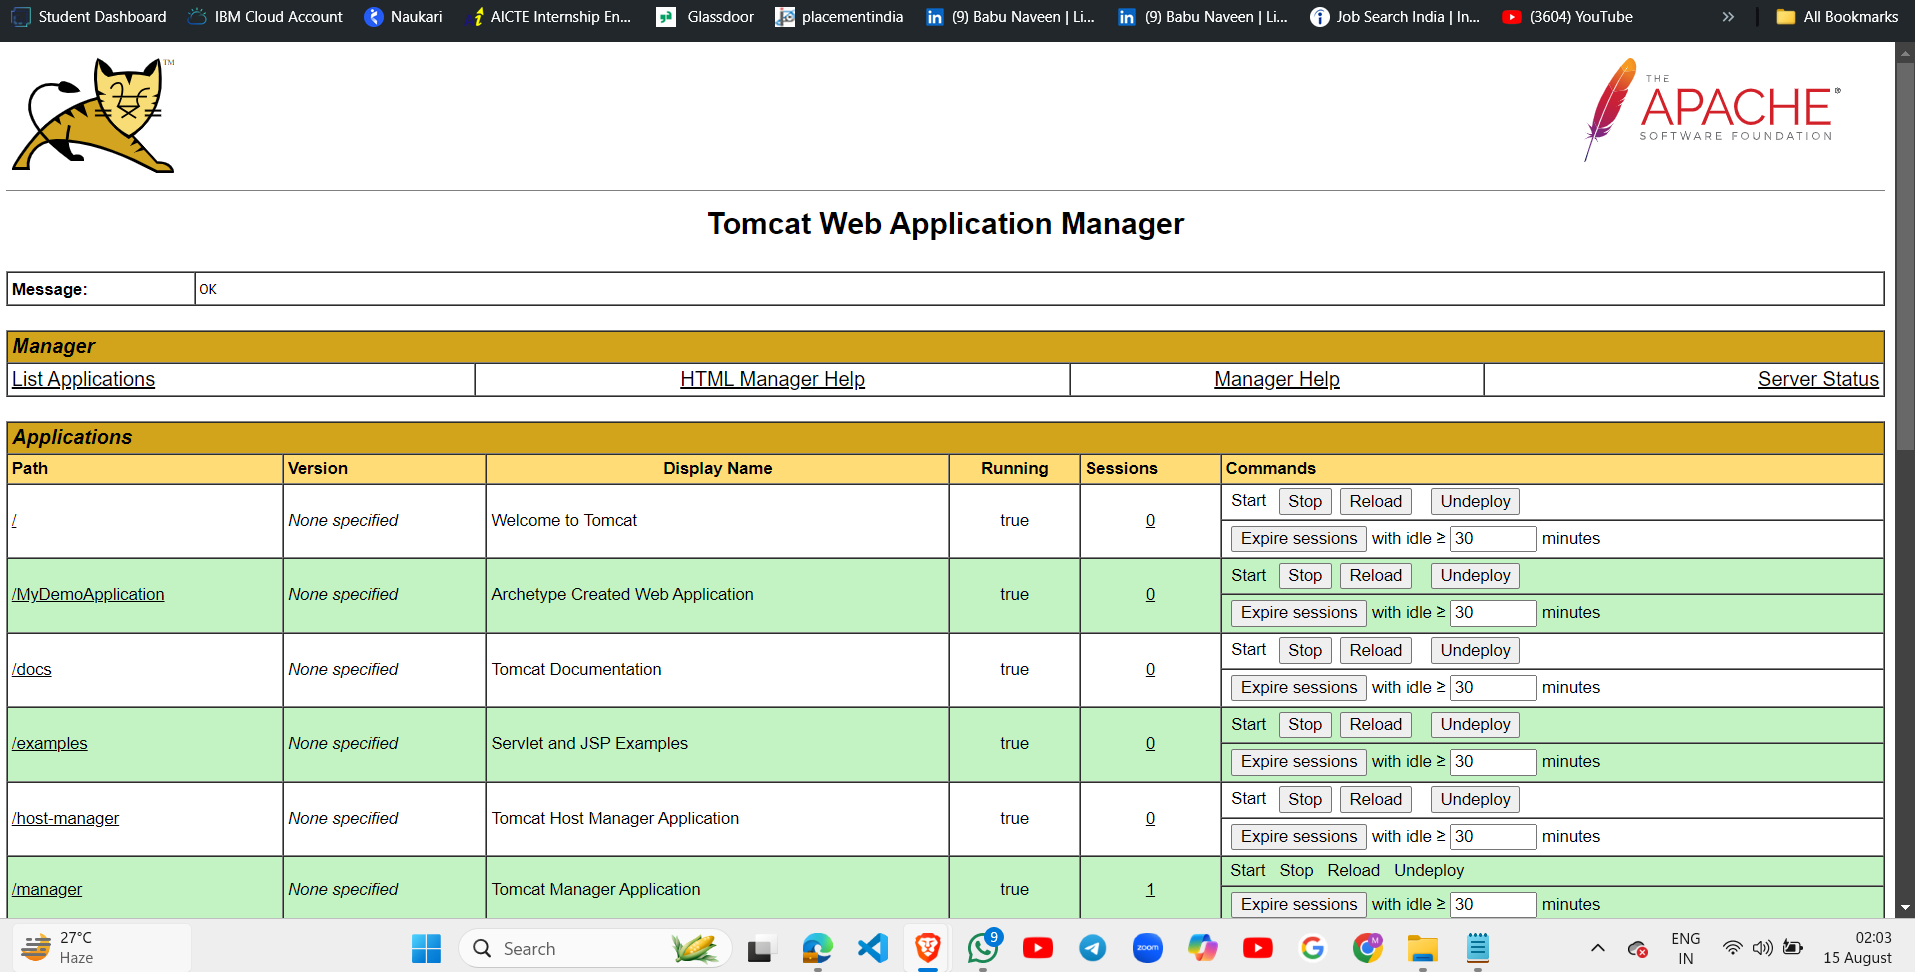 Student Dashboard IBM Cloud Account Naukari AICTE Internship En... Glassdoor placementindia (9) Babu Naveen | Li... (9) Babu Naveen | Li... Job Search India | In... (3604) YouTube » All Bookmarks
TM
THE
APACHE®
SOFTWARE FOUNDATION
Tomcat Web Application Manager
Message: OK
Manager
List Applications HTML Manager Help Manager Help Server Status
Applications
Path Version Display Name Running Sessions Commands
Start Stop Reload Undeploy
/ None specified Welcome to Tomcat true 0
Expire sessions with idle ≥ 30 minutes
Start Stop Reload Undeploy
/MyDemoApplication None specified Archetype Created Web Application true 0
Expire sessions with idle ≥ 30 minutes
Start Stop Reload Undeploy
/docs None specified Tomcat Documentation true 0
Expire sessions with idle ≥ 30 minutes
Start Stop Reload Undeploy
/examples None specified Servlet and JSP Examples true 0
Expire sessions with idle ≥ 30 minutes
Start Stop Reload Undeploy
/host-manager None specified Tomcat Host Manager Application true 0
Expire sessions with idle ≥ 30 minutes
Start Stop Reload Undeploy
/manager None specified Tomcat Manager Application true 1
Expire sessions with idle ≥ 30 minutes
27°C
Haze
Search
9
zoom
M
ENG
IN
02:03
15 August